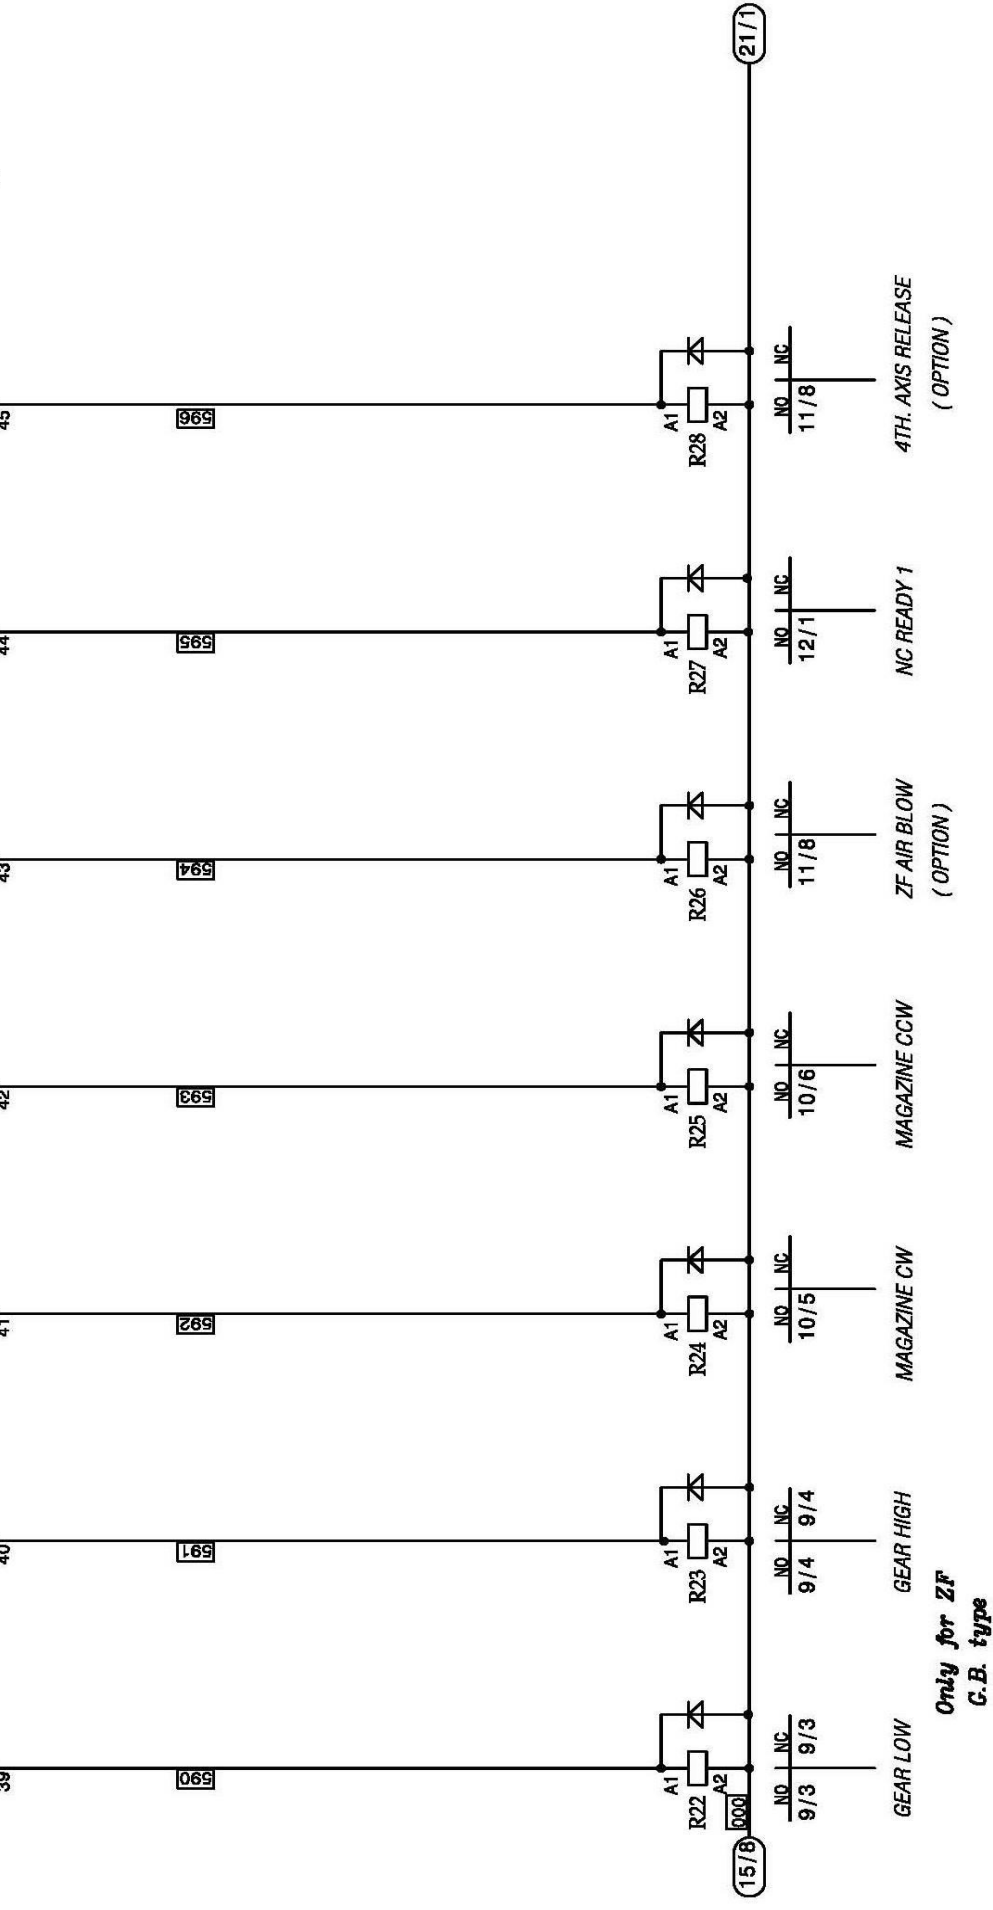 39 40 41 42 43 44 45
590 591 592 593 594 595 596
A1 A1 A1 A1 A1 A1 A1
R22 R23 R24 R25 R26 R27 R28
A2 A2 A2 A2 A2 A2 A2
000
15/8 21/1
NO NC NO NC NO NC NO NC NO NC NO NC NO NC
9/3 9/3 9/4 9/4 10/5 10/6 11/8 12/1 11/8
GEAR LOW GEAR HIGH MAGAZINE CW MAGAZINE CCW ZF AIR BLOW NC READY 1 4TH. AXIS RELEASE
Only for ZF ( OPTION ) ( OPTION )
G.B. type